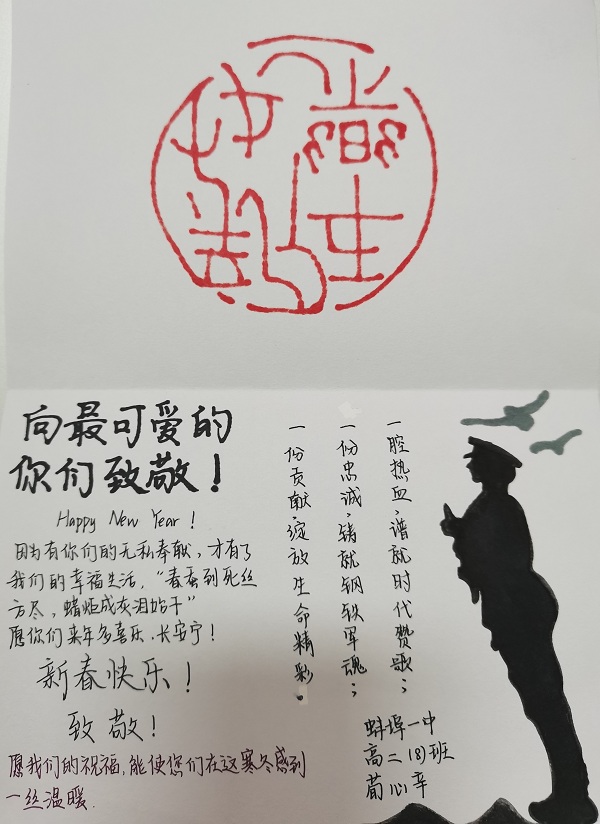 向最可爱的
你们致敬！
Happy New Year!
因为有你们的无私奉献，才有了
我们的幸福生活，“春蚕到死丝
方尽，蜡炬成灰泪始干”
愿你们来年多喜乐、长安宁！
新春快乐！
致敬！
愿我们的祝福，能使您们在这寒冬感到
一丝温暖.
一腔热血，谱就时代赞歌；
一份忠诚，铸就钢铁军魂；
一份贡献，绽放生命精彩。
蚌埠一中
高二(8)班
荀心辛